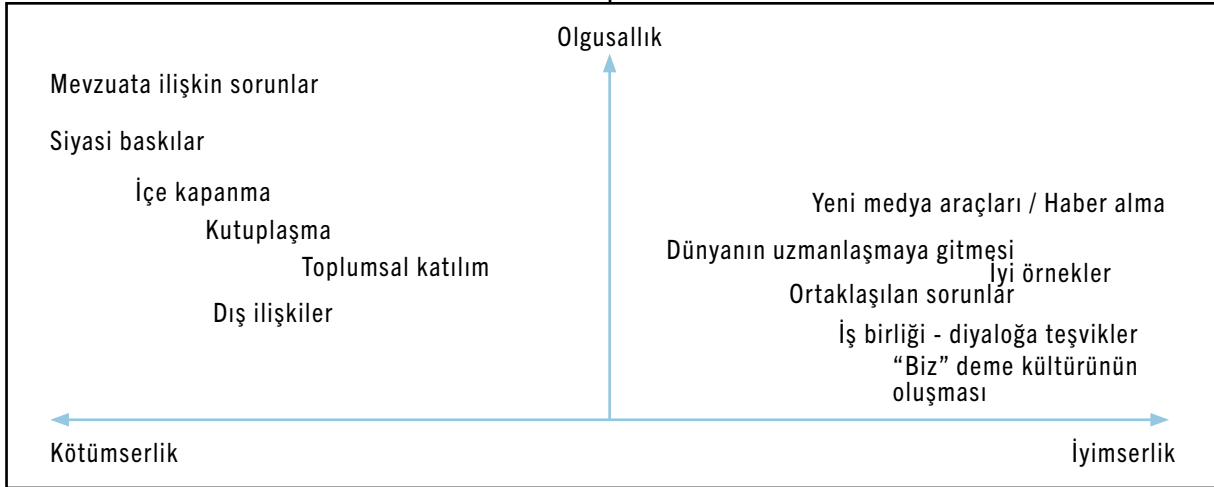 Olgusallık
Mevzuata ilişkin sorunlar
Siyasi baskılar
İçe kapanma
Kutuplaşma
Toplumsal katılım
Dış ilişkiler
Yeni medya araçları / Haber alma
Dünyanın uzmanlaşmaya gitmesi
İyi örnekler
Ortaklaşılan sorunlar
İş birliği - diyaloğa teşvikler
“Biz” deme kültürünün
oluşması
Kötümserlik
İyimserlik